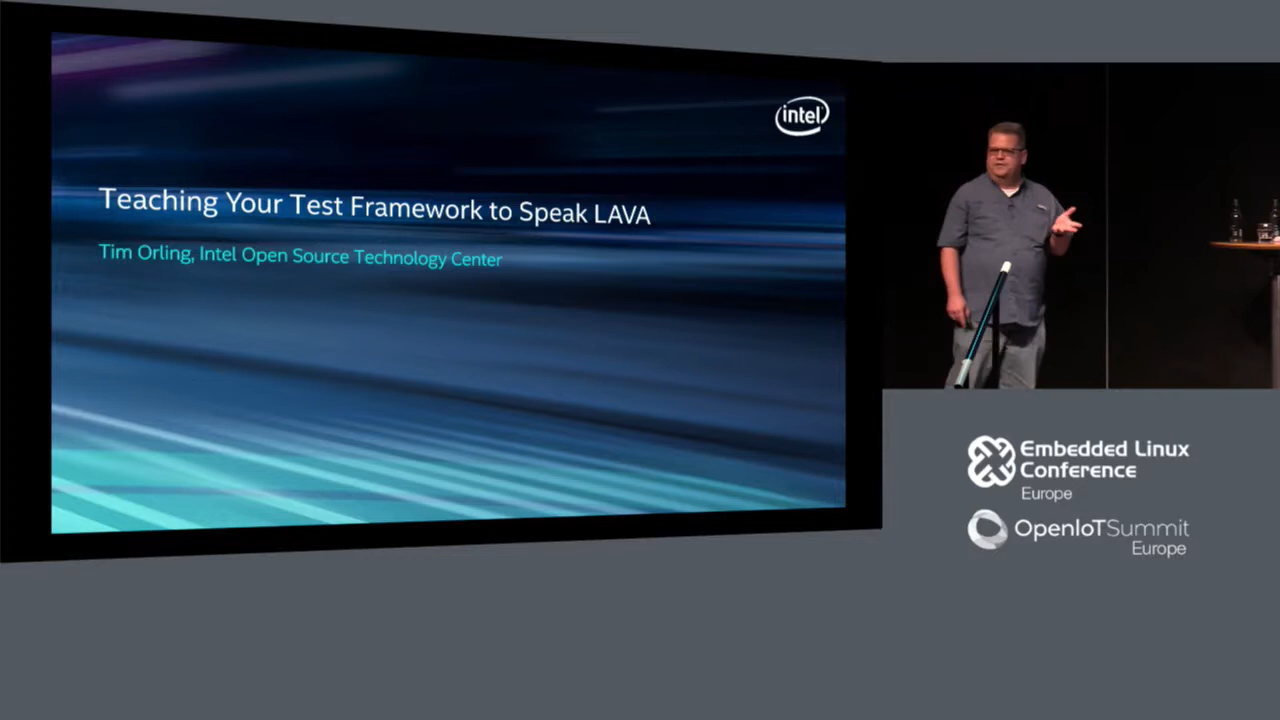 intel
Teaching Your Test Framework to Speak LAVA
Tim Orling, Intel Open Source Technology Center
Embedded Linux
Conference
Europe
OpenIoTSummit
Europe